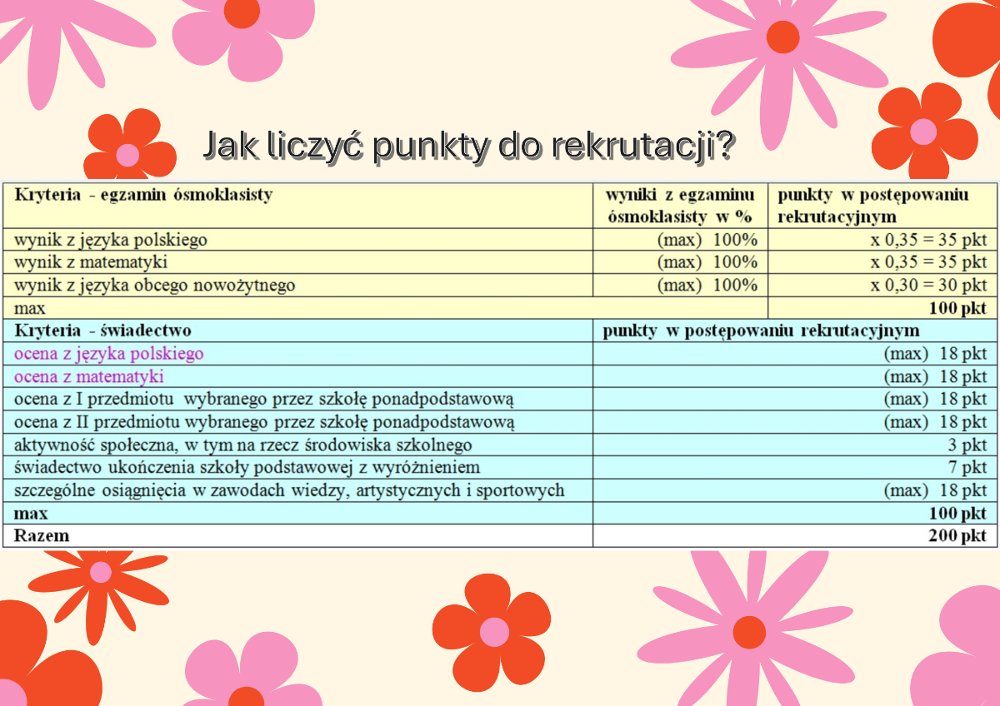 Jak liczyć punkty do rekrutacji?
Kryteria - egzamin ósmoklasisty wyniki z egzaminu ósmoklasisty w % punkty w postępowaniu rekrutacyjnym
wynik z języka polskiego (max) 100% x 0,35 = 35 pkt
wynik z matematyki (max) 100% x 0,35 = 35 pkt
wynik z języka obcego nowożytnego (max) 100% x 0,30 = 30 pkt
max 100 pkt
Kryteria - świadectwo punkty w postępowaniu rekrutacyjnym
ocena z języka polskiego (max) 18 pkt
ocena z matematyki (max) 18 pkt
ocena z I przedmiotu wybranego przez szkołę ponadpodstawową (max) 18 pkt
ocena z II przedmiotu wybranego przez szkołę ponadpodstawową (max) 18 pkt
aktywność społeczna, w tym na rzecz środowiska szkolnego 3 pkt
świadectwo ukończenia szkoły podstawowej z wyróżnieniem 7 pkt
szczególne osiągnięcia w zawodach wiedzy, artystycznych i sportowych (max) 18 pkt
max 100 pkt
Razem 200 pkt